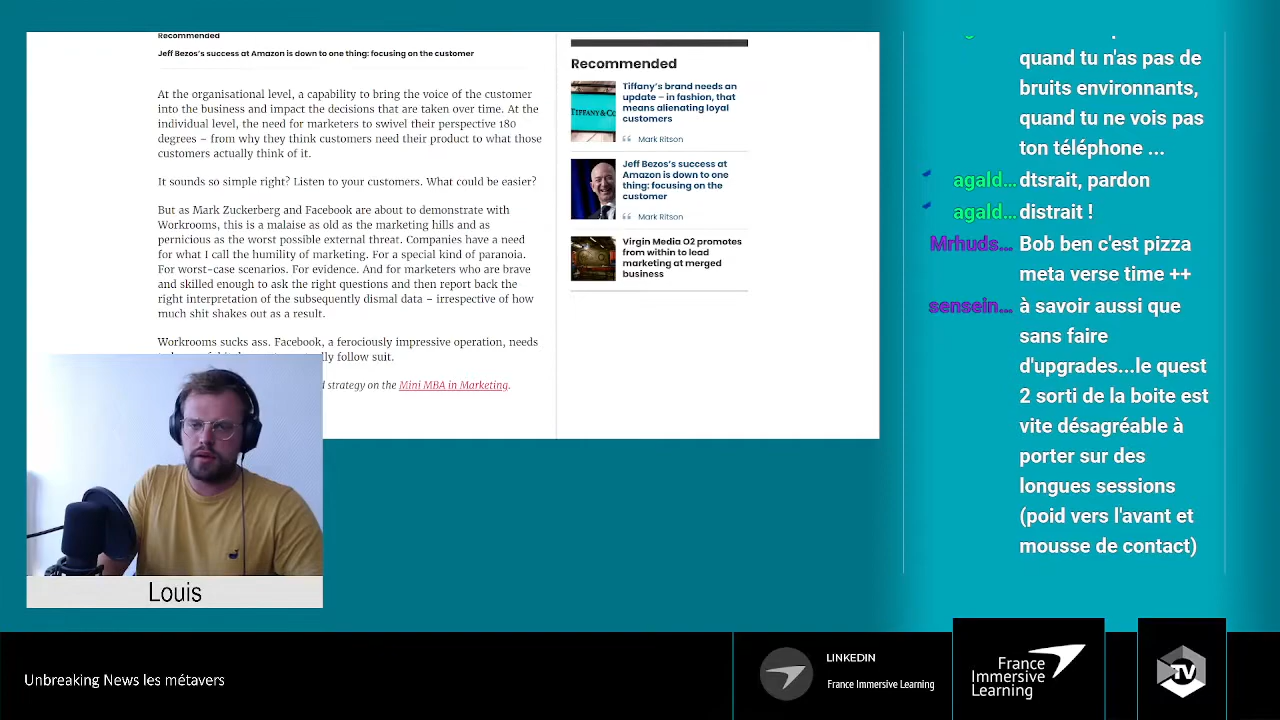 Recommended
Jeff Bezos's success at Amazon is down to one thing: focusing on the customer
At the organisational level, a capability to bring the voice of the customer
into the business and impact the decisions that are taken over time. At the
individual level, the need for marketers to swivel their perspective 180
degrees – from why they think customers need their product to what those
customers actually think of it.
It sounds so simple right? Listen to your customers. What could be easier?
But as Mark Zuckerberg and Facebook are about to demonstrate with
Workrooms, this is a malaise as old as the marketing hills and as
pernicious as the worst possible external threat. Companies have a need
for what I call the humility of marketing. For a special kind of paranoia.
For worst-case scenarios. For evidence. And for marketers who are brave
and skilled enough to ask the right questions and then report back the
right interpretation of the subsequently dismal data – irrespective of how
much shit shakes out as a result.
Workrooms sucks ass. Facebook, a ferociously impressive operation, needs
follow suit.
strategy on the Mini MBA in Marketing.
Recommended
Tiffany's brand needs an
update – in fashion, that
means alienating loyal
customers
Mark Ritson
TIFFANY & CO
Jeff Bezos's success at
Amazon is down to one
thing: focusing on the
customer
Mark Ritson
Virgin Media O2 promotes
from within to lead
marketing at merged
business
quand tu n'as pas de
bruits environnants,
quand tu ne vois pas
ton téléphone ...
agald... dtsrait, pardon
agald... distrait !
Mrhuds... Bob ben c'est pizza
meta verse time ++
sensein... à savoir aussi que
sans faire
d'upgrades...le quest
2 sorti de la boite est
vite désagréable à
porter sur des
longues sessions
(poid vers l'avant et
mousse de contact)
Louis
Unbreaking News les métavers
LINKEDIN
France Immersive Learning
France
Immersive
Learning
TV